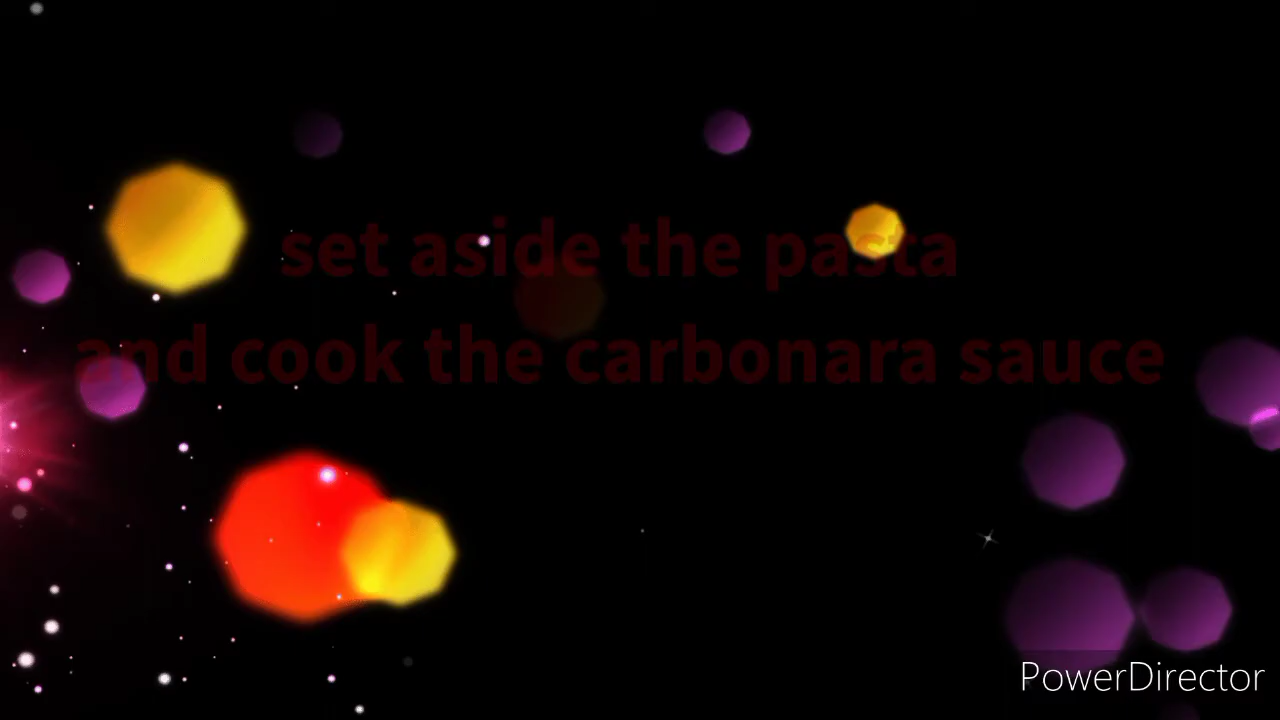 set aside the pasta
and cook the carbonara sauce
PowerDirector